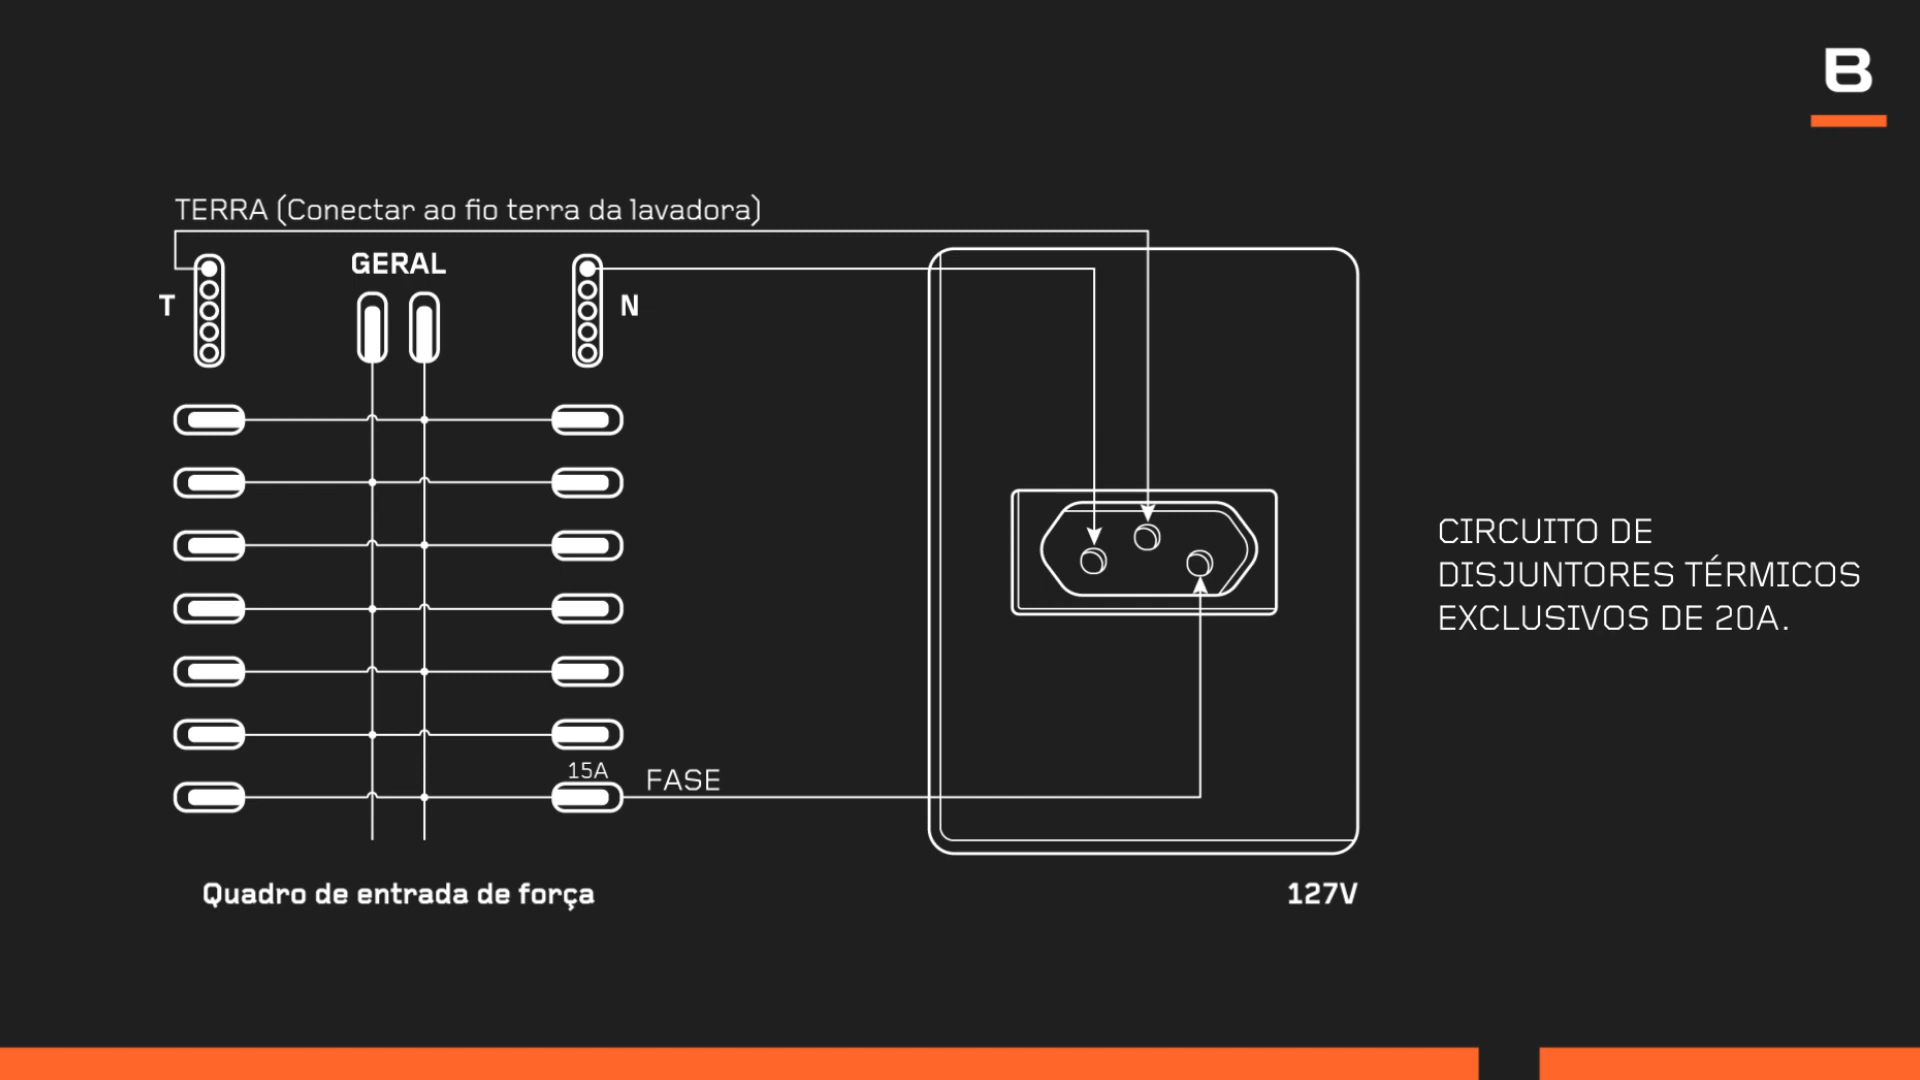 B
TERRA (Conectar ao fio terra da lavadora)
GERAL
T
N
CIRCUITO DE
DISJUNTORES TÉRMICOS
EXCLUSIVOS DE 20A.
15A
FASE
Quadro de entrada de força
127V